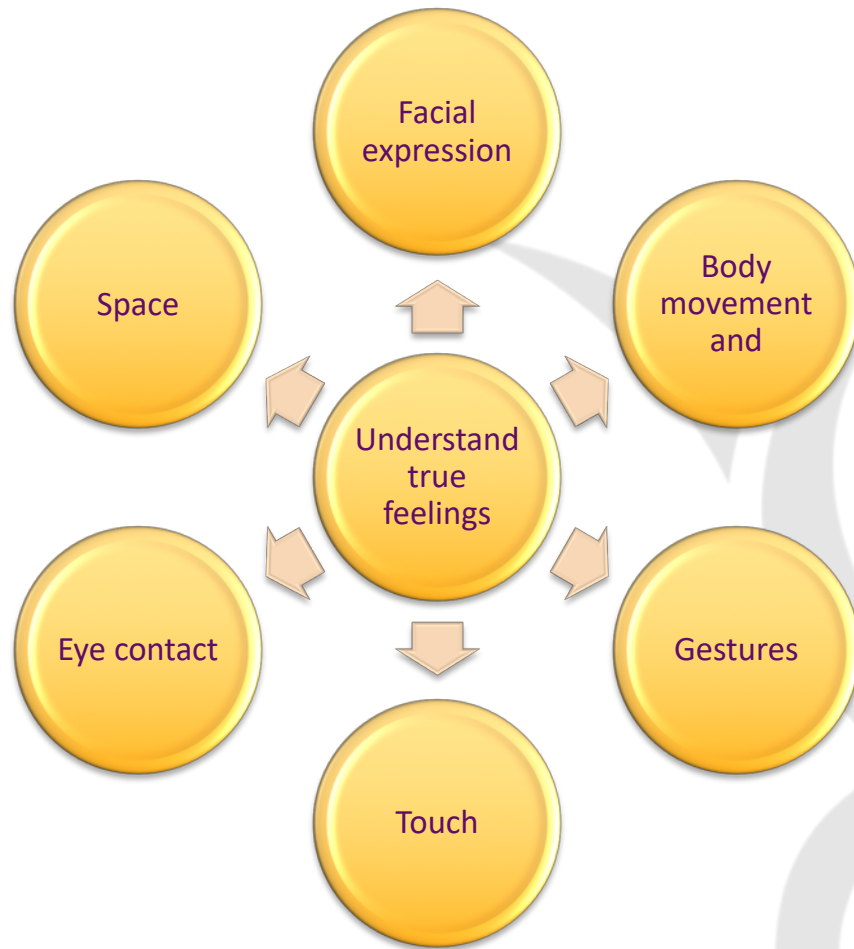 Facial
expression
Body
movement
and
Gestures
Touch
Eye contact
Space
Understand
true
feelings